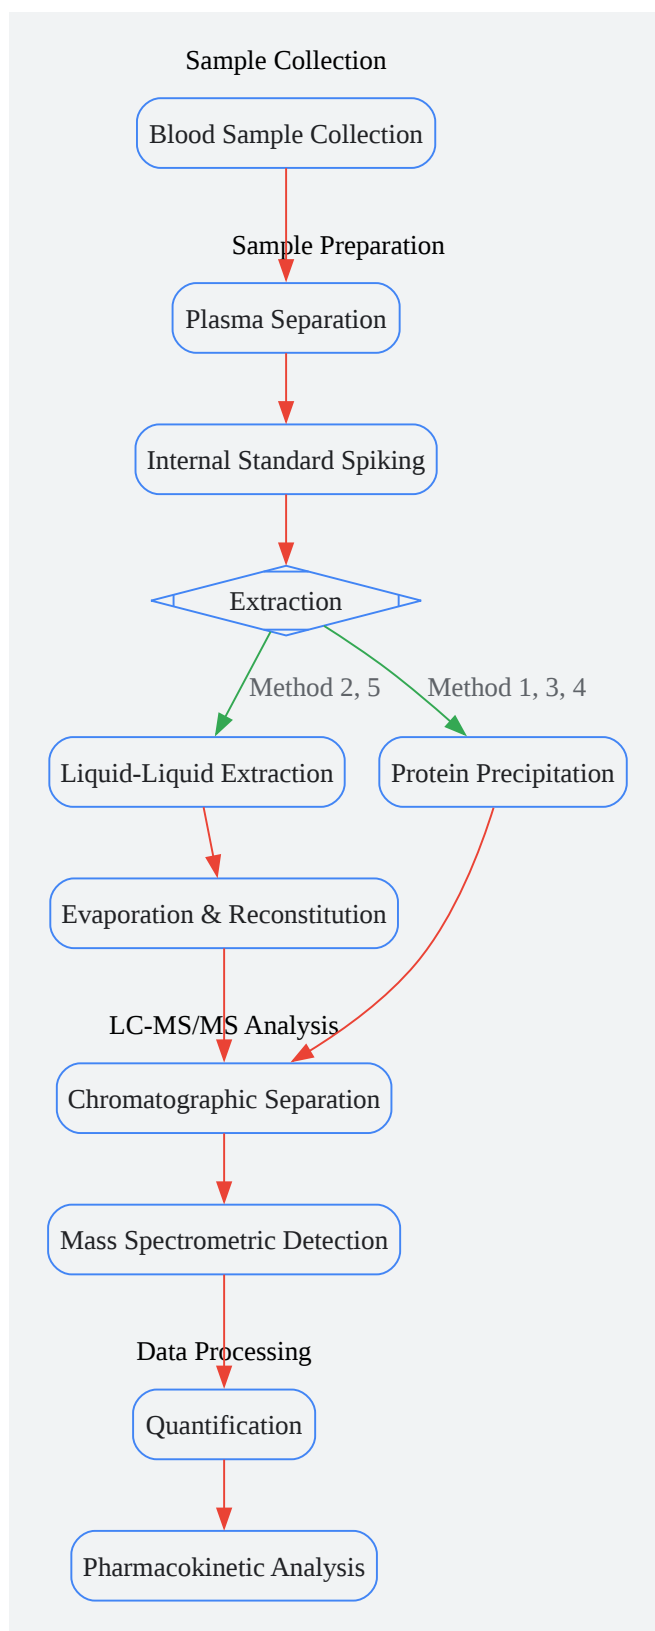 Sample Collection
Blood Sample Collection
Sample Preparation
Plasma Separation
Internal Standard Spiking
Extraction
Method 2, 5
Method 1, 3, 4
Liquid-Liquid Extraction
Protein Precipitation
Evaporation & Reconstitution
LC-MS/MS Analysis
Chromatographic Separation
Mass Spectrometric Detection
Data Processing
Quantification
Pharmacokinetic Analysis